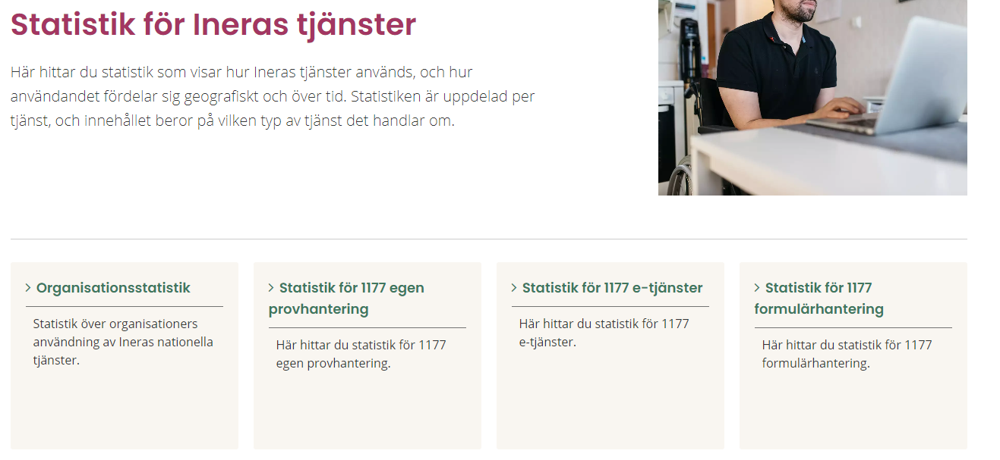 Statistik för Ineras tjänster
Här hittar du statistik som visar hur Ineras tjänster används, och hur
användandet fördelar sig geografiskt och över tid. Statistiken är uppdelad per
tjänst, och innehållet beror på vilken typ av tjänst det handlar om.
Organisationsstatistik
Statistik över organisationers
användning av Ineras nationella
tjänster.
Statistik för 1177 egen
provhantering
Här hittar du statistik för 1177
egen provhantering.
Statistik för 1177 e-tjänster
Här hittar du statistik för 1177
e-tjänster.
Statistik för 1177
formulärhantering
Här hittar du statistik för 1177
formulärhantering.